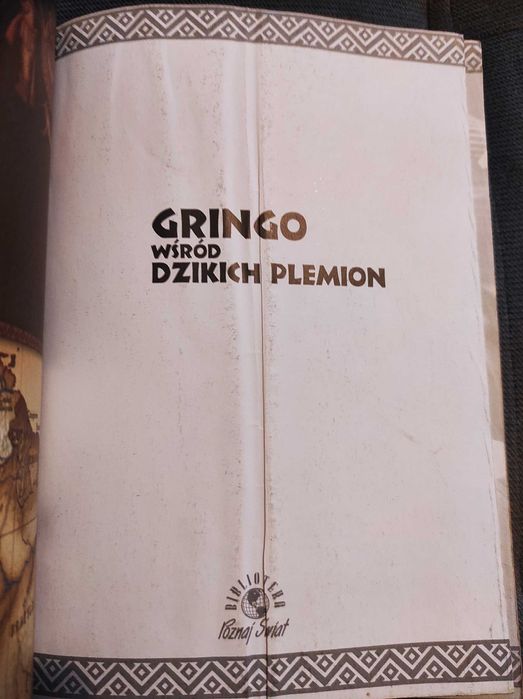 GRINGO
WŚRÓD
DZIKICH PLEMION
BIBLIOTEKA
Poznaj Świat